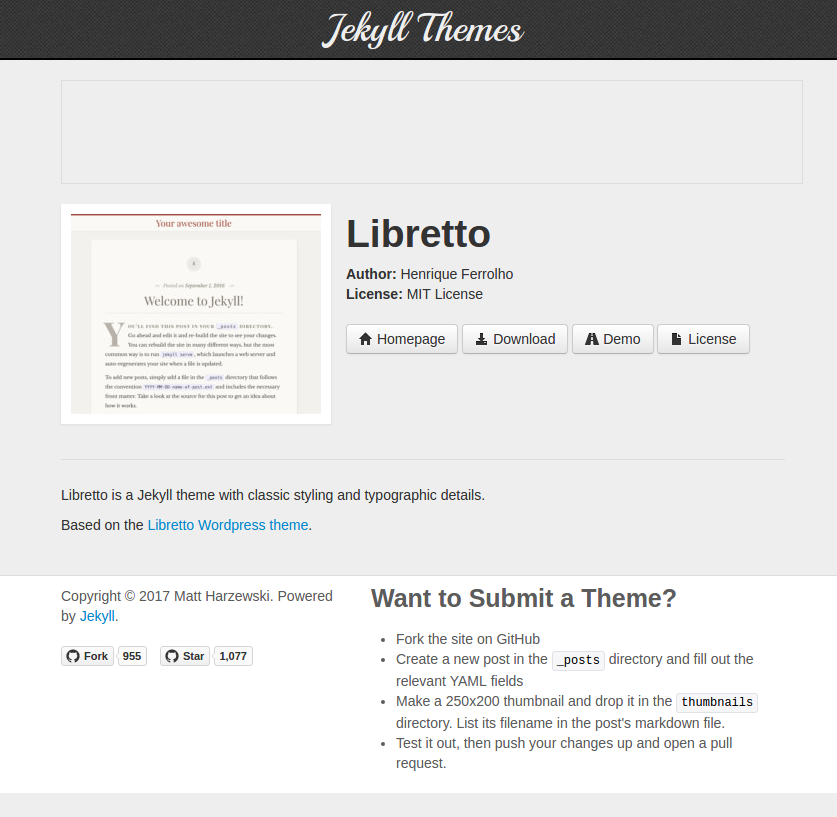 Jekyll Themes
Your awesome title
Posted on September 1, 2016
Welcome to Jekyll!
YOU'LL FIND THIS POST IN YOUR _posts DIRECTORY.
Go ahead and edit it and re-build the site to see your changes.
You can rebuild the site in many different ways, but the most
common way is to run jekyll serve, which launches a web server and
auto-regenerates your site when a file is updated.
To add new posts, simply add a file in the _posts directory that follows
the convention YYYY-MM-DD-name-of-post.ext and includes the necessary
front matter. Take a look at the source for this post to get an idea about
how it works.
Libretto
Author: Henrique Ferrolho
License: MIT License
Homepage Download Demo License
Libretto is a Jekyll theme with classic styling and typographic details.
Based on the Libretto Wordpress theme.
Copyright © 2017 Matt Harzewski. Powered
by Jekyll.
Fork 955 Star 1,077
Want to Submit a Theme?
• Fork the site on GitHub
• Create a new post in the _posts directory and fill out the
relevant YAML fields
• Make a 250x200 thumbnail and drop it in the thumbnails
directory. List its filename in the post's markdown file.
• Test it out, then push your changes up and open a pull
request.